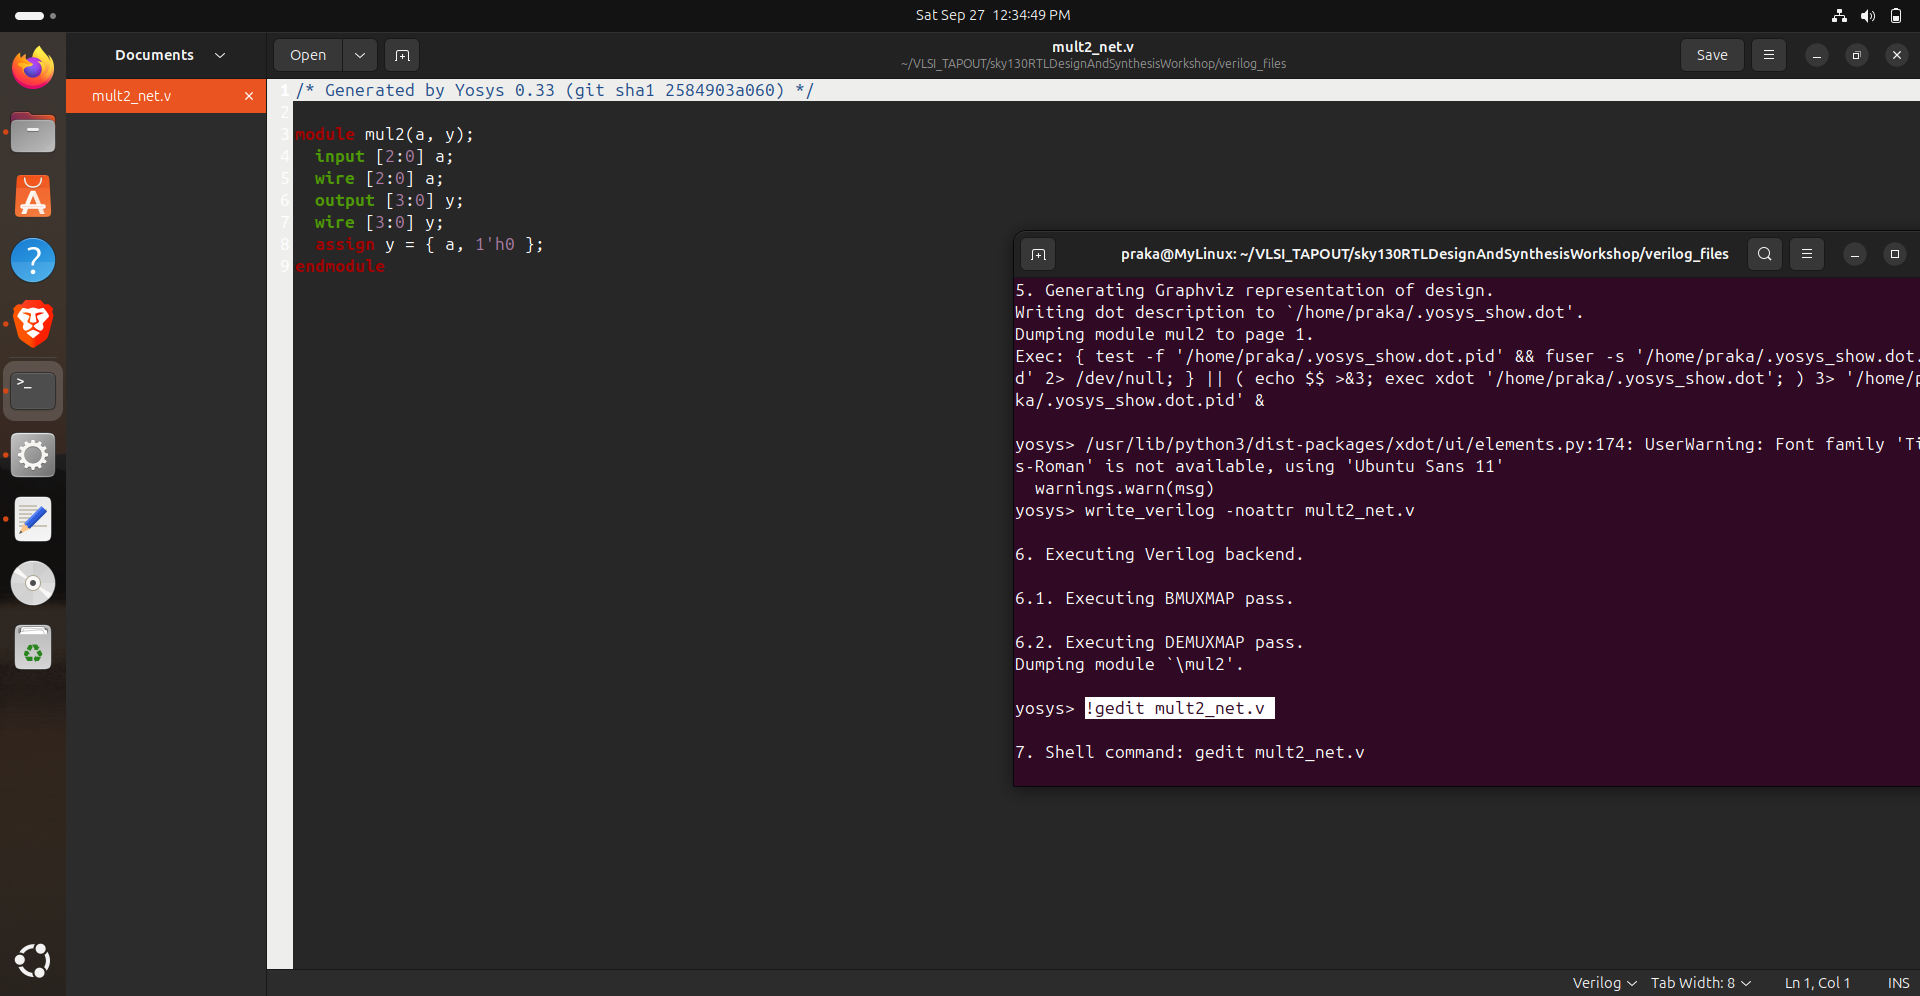 Sat Sep 27 12:34:49 PM
Documents
Open
mult2_net.v
~/VLSI_TAPOUT/sky130RTLDesignAndSynthesisWorkshop/verilog_files
Save
mult2_net.v
1 /* Generated by Yosys 0.33 (git sha1 2584903a060) */
2
3 module mul2(a, y);
4   input [2:0] a;
5   wire [2:0] a;
6   output [3:0] y;
7   wire [3:0] y;
8   assign y = { a, 1'h0 };
9 endmodule
praka@MyLinux: ~/VLSI_TAPOUT/sky130RTLDesignAndSynthesisWorkshop/verilog_files
5. Generating Graphviz representation of design.
Writing dot description to `/home/praka/.yosys_show.dot'.
Dumping module mul2 to page 1.
Exec: { test -f '/home/praka/.yosys_show.dot.pid' && fuser -s '/home/praka/.yosys_show.dot.
d' 2> /dev/null; } || ( echo $$ >&3; exec xdot '/home/praka/.yosys_show.dot'; ) 3> '/home/p
ka/.yosys_show.dot.pid' &
yosys> /usr/lib/python3/dist-packages/xdot/ui/elements.py:174: UserWarning: Font family 'Ti
s-Roman' is not available, using 'Ubuntu Sans 11'
  warnings.warn(msg)
yosys> write_verilog -noattr mult2_net.v
6. Executing Verilog backend.
6.1. Executing BMUXMAP pass.
6.2. Executing DEMUXMAP pass.
Dumping module `\mul2'.
yosys> !gedit mult2_net.v
7. Shell command: gedit mult2_net.v
Verilog
Tab Width: 8
Ln 1, Col 1
INS